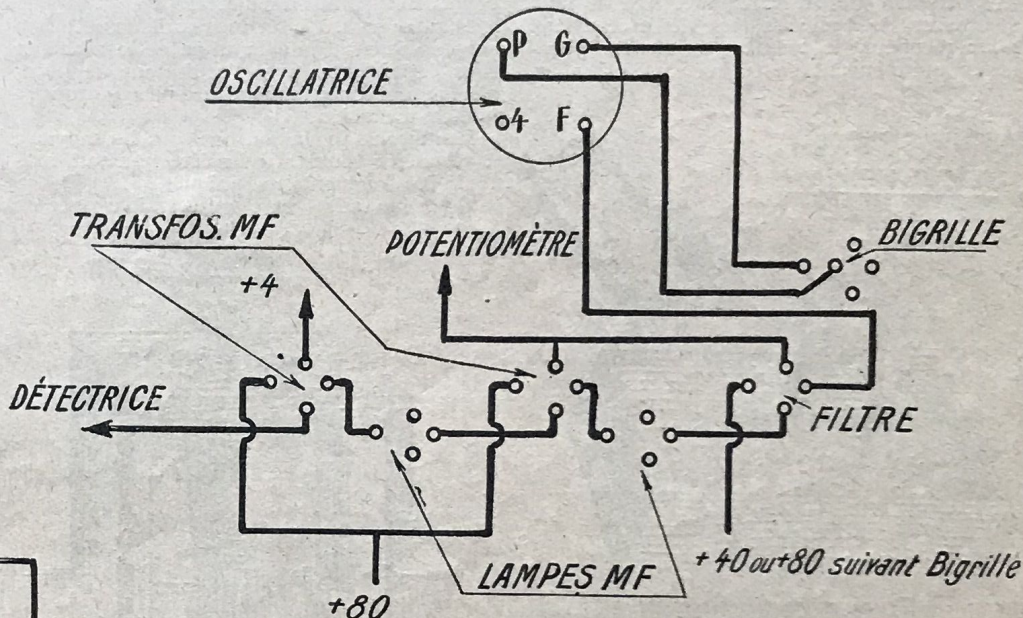 P G
OSCILLATRICE
4 F
TRANSFOS. MF
POTENTIOMÈTRE
BIGRILLE
+4
DÉTECTRICE
FILTRE
+40 ou +80 suivant Bigrille
LAMPES MF
+80